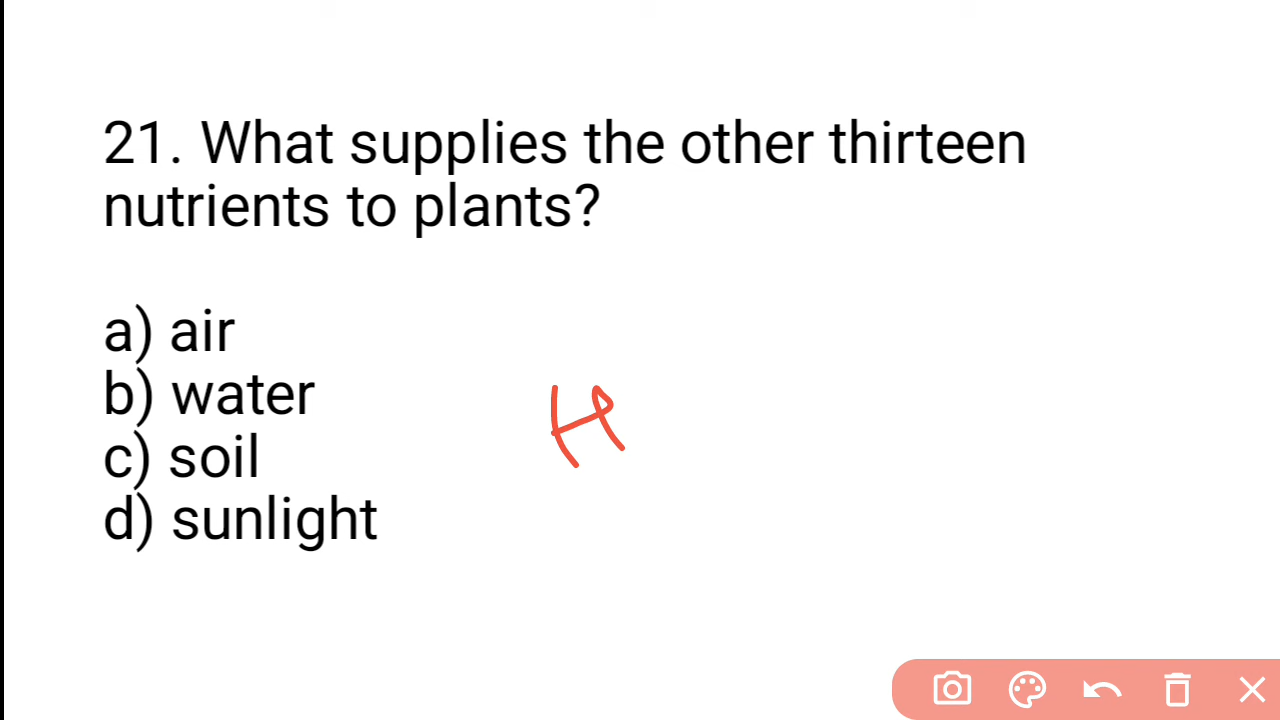 21. What supplies the other thirteen
nutrients to plants?
a) air
b) water
c) soil
d) sunlight